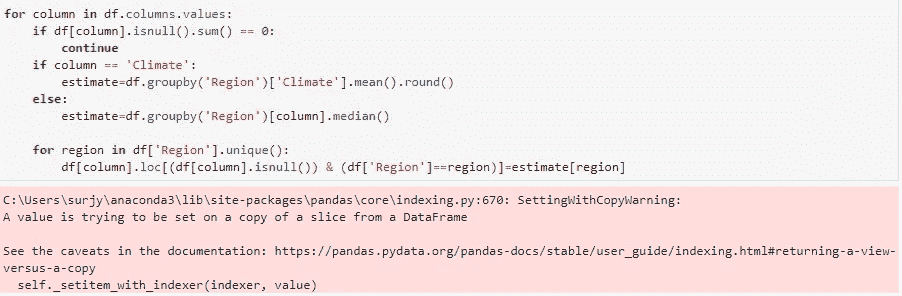 for column in df.columns.values:
    if df[column].isnull().sum() == 0:
        continue
    if column == 'Climate':
        estimate=df.groupby('Region')['Climate'].mean().round()
    else:
        estimate=df.groupby('Region')[column].median()

    for region in df['Region'].unique():
        df[column].loc[(df[column].isnull()) & (df['Region']==region)]=estimate[region]

C:\Users\surjy\anaconda3\lib\site-packages\pandas\core\indexing.py:670: SettingWithCopyWarning:
A value is trying to be set on a copy of a slice from a DataFrame

See the caveats in the documentation: https://pandas.pydata.org/pandas-docs/stable/user_guide/indexing.html#returning-a-view-
versus-a-copy
  self._setitem_with_indexer(indexer, value)